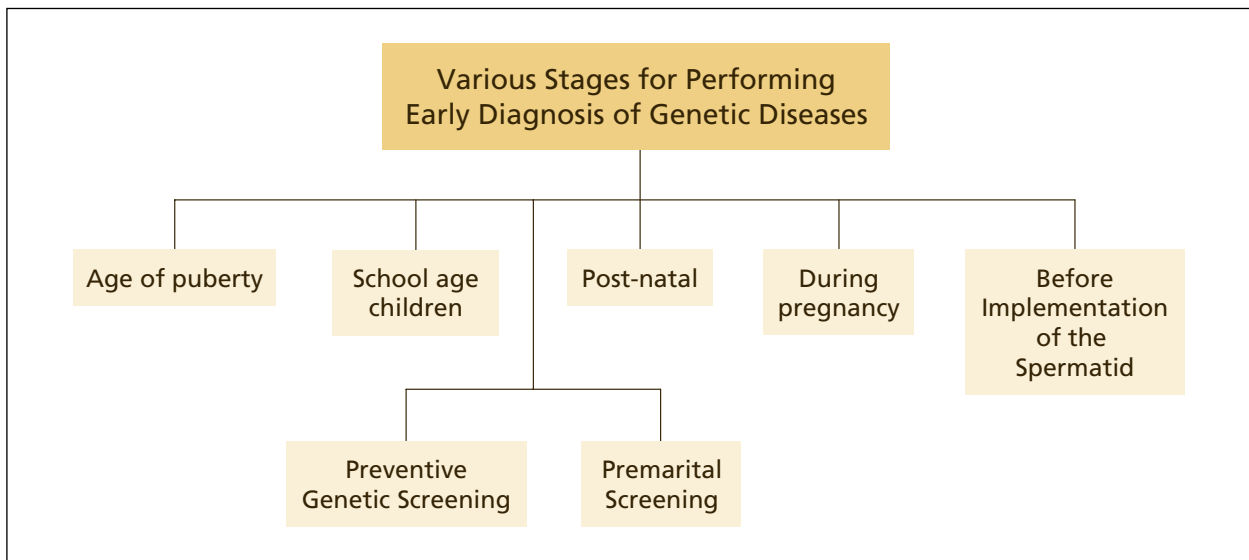 Various Stages for Performing
Early Diagnosis of Genetic Diseases
Age of puberty
School age
children
Post-natal
During
pregnancy
Before
Implementation
of the
Spermatid
Preventive
Genetic Screening
Premarital
Screening